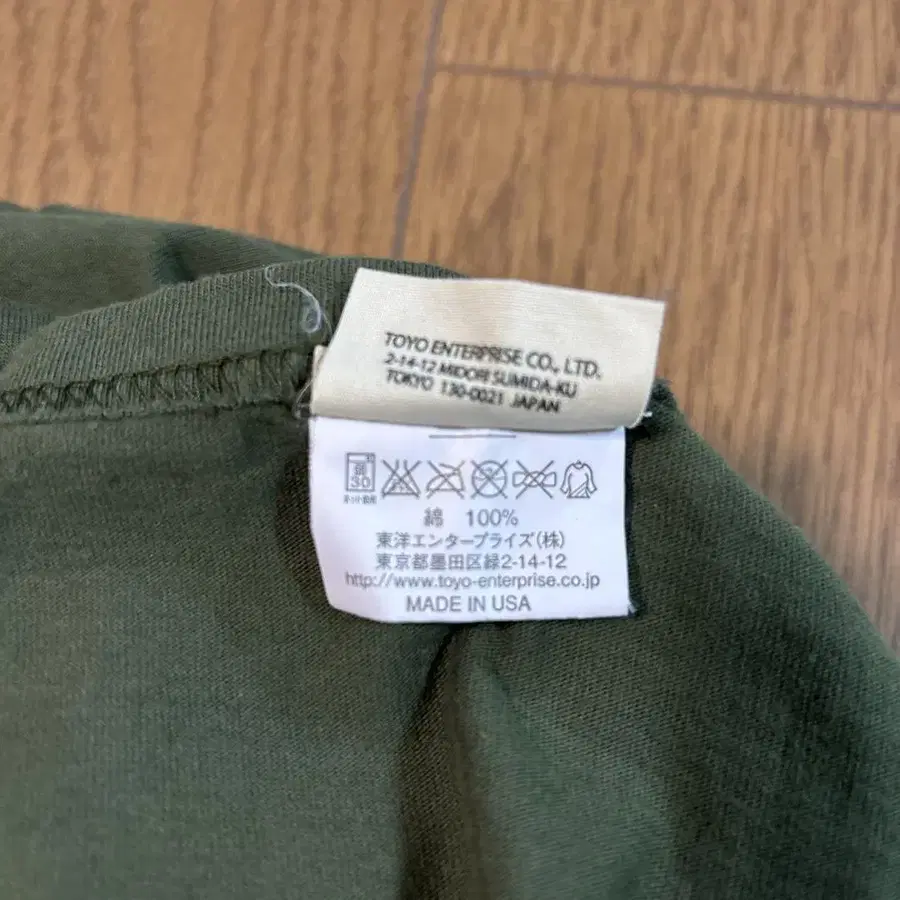 TOYO ENTERPRISE CO., LTD.
2-14-12 MIDORI SUMIDA-KU
TOKYO 130-0021 JAPAN
30
綿 100%
東洋エンタープライズ(株)
東京都墨田区緑2-14-12
http://www.toyo-enterprise.co.jp
MADE IN USA